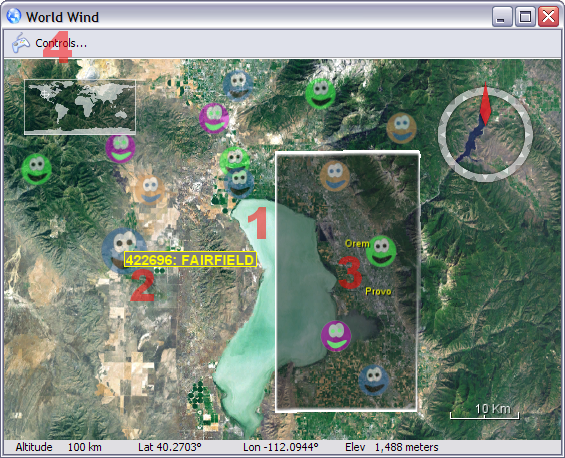 World Wind
Controls...
4
1
Orem
422696: FAIRFIELD
3
2
Provo
10 Km
Altitude 100 km Lat 40.2703° Lon -112.0944° Elev 1,488 meters